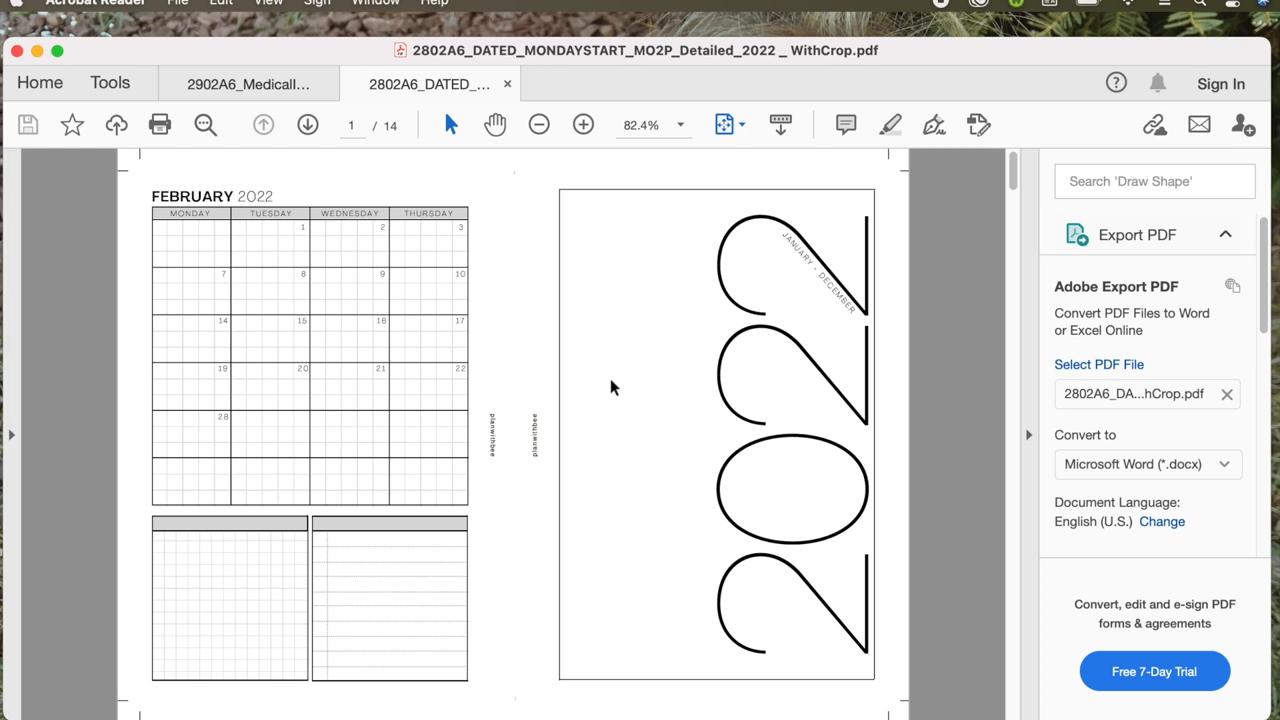 Acrobat Reader File Edit View Sign Window Help
2802A6_DATED_MONDAYSTART_MO2P_Detailed_2022 _ WithCrop.pdf
Home Tools 2902A6_Medicall... 2802A6_DATED_... × Sign In
1 / 14 82.4%
FEBRUARY 2022
MONDAY TUESDAY WEDNESDAY THURSDAY
1 2 3
7 8 9 10
14 15 16 17
19 20 21 22
28
planwithbee
planwithbee
2022
JANUARY - DECEMBER
Search 'Draw Shape'
Export PDF
Adobe Export PDF
Convert PDF Files to Word
or Excel Online
Select PDF File
2802A6_DA...hCrop.pdf
Convert to
Microsoft Word (*.docx)
Document Language:
English (U.S.) Change
Convert, edit and e-sign PDF
forms & agreements
Free 7-Day Trial